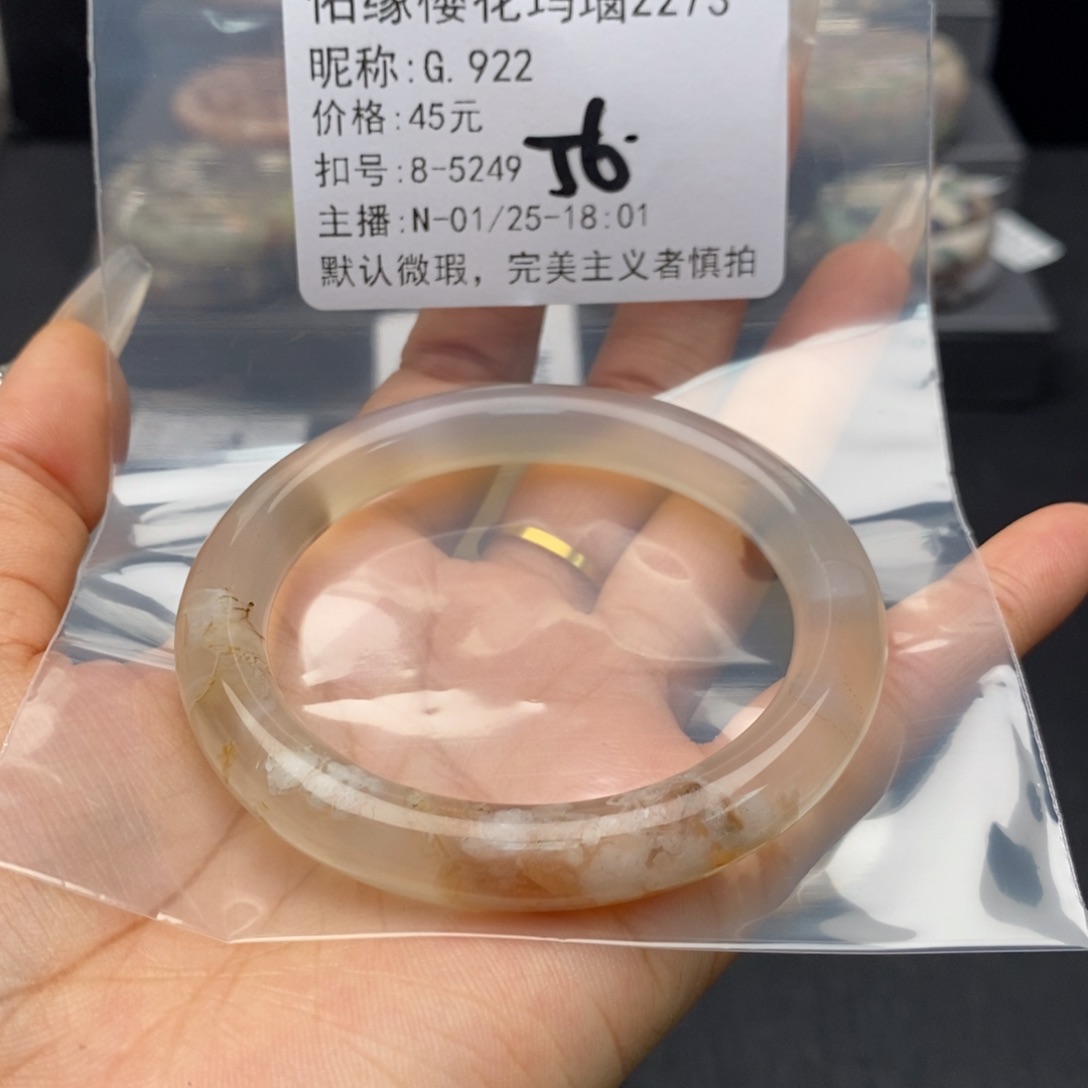 佑缘樱花玛瑙2273
昵称:G. 922
价格:45元
扣号:8-5249
56.
主播:N-01/25-18:01
默认微瑕，完美主义者慎拍